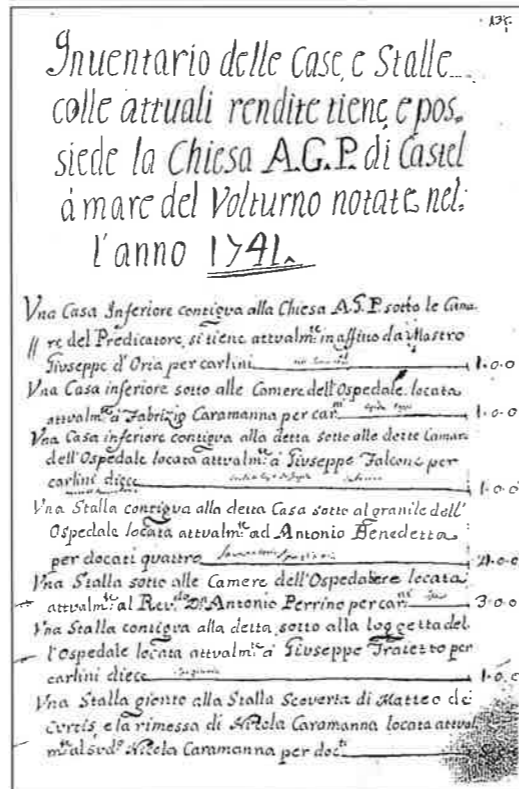 135.
Inuentario delle Case, e Stalle
colle attuali rendite tiene, e pos.
siede la Chiesa A.G.P. di Castel
à mare del Volturno notate nel:
l'anno 1741.
Vna Casa Inferiore contigua alla Chiesa A.G.P. sotto le Cama.
re del Predicatore, si tiene attualm.te in affitto da Mastro
Giuseppe d'Oria per carlini 1.0.0
Vna Casa inferiore sotto alle Camere dell'Ospedale locata
attualm.te à Fabrizio Caramanna per car.ni 1.0.0
Vna Casa inferiore contigua alla detta sotto alle dette Camare
dell'Ospedale locata attualm.te à Giuseppe Falcone per
carlini diece 1.0.0
Vna Stalla contigua alla detta Casa sotto al granile dell'
Ospedale locata attualm.te ad Antonio Benedetta
per docati quattro 4.0.0
Vna Stalla sotto alle Camere dell'Ospedale locata
attualm.te al Rev.do D.n Antonio Perrino per car.ni 3.0.0
Vna Stalla contigua alla detta sotto alla loggetta del
l'Ospedale locata attualm.te à Giuseppe Traietto per
carlini diece 1.0.0
Vna Stalla gionto alla Stalla Scoverta di Matteo de
Curtis, e la rimessa di Nicola Caramanna locata attual
m.te al sud.o Nicola Caramanna per doc.ti